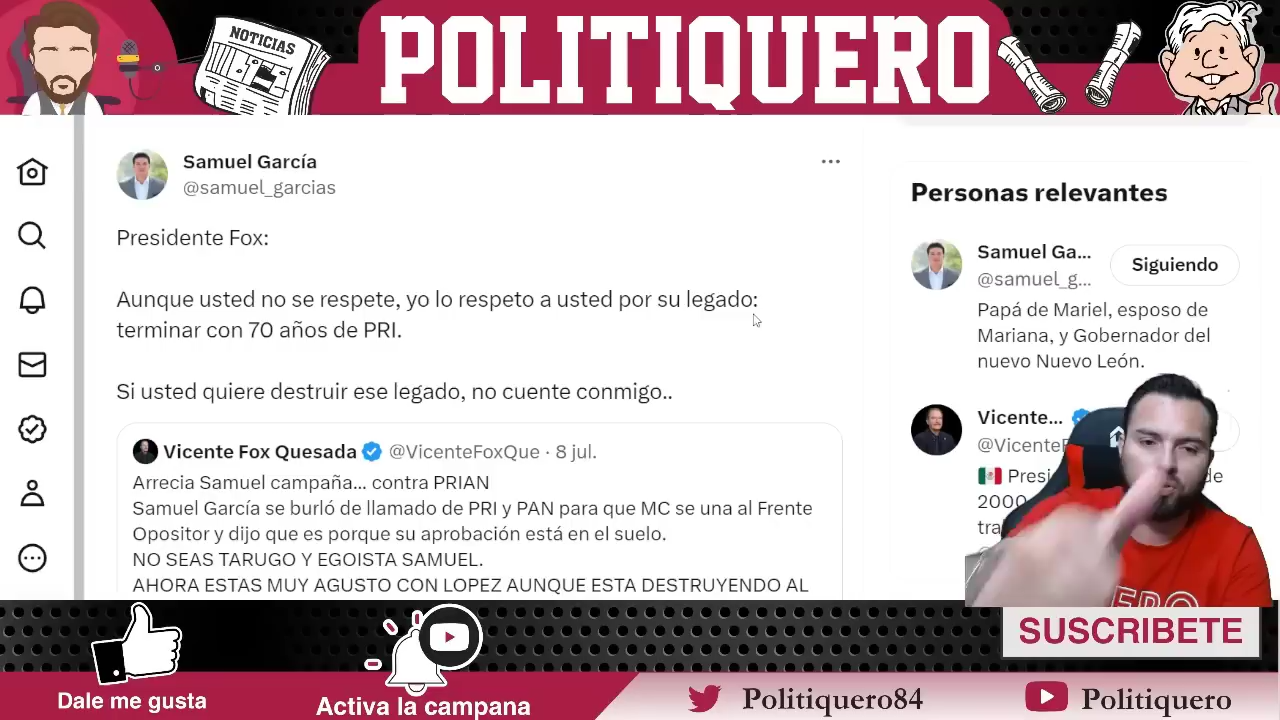 NOTICIAS
POLITIQUERO
Samuel García
@samuel_garcias
Presidente Fox:
Aunque usted no se respete, yo lo respeto a usted por su legado:
terminar con 70 años de PRI.
Si usted quiere destruir ese legado, no cuente conmigo..
Vicente Fox Quesada @VicenteFoxQue · 8 jul.
Arrecia Samuel campaña... contra PRIAN
Samuel García se burló de llamado de PRI y PAN para que MC se una al Frente
Opositor y dijo quees porque su aprobación está en el suelo.
NO SEAS TARUGO Y EGOISTA SAMUEL.
AHORA ESTAS MUY AGUSTO CON LOPEZ AUNQUE ESTA DESTRUYENDO AL
Personas relevantes
Samuel Ga...
Siguiendo
@samuel_g...
Papá de Mariel, esposo de
Mariana, y Gobernador del
nuevo Nuevo León.
Vicente...
@VicenteF
Presi de
2000
tra
ERO
SUSCRIBETE
Dale me gusta
Activa la campana
Politiquero84
Politiquero